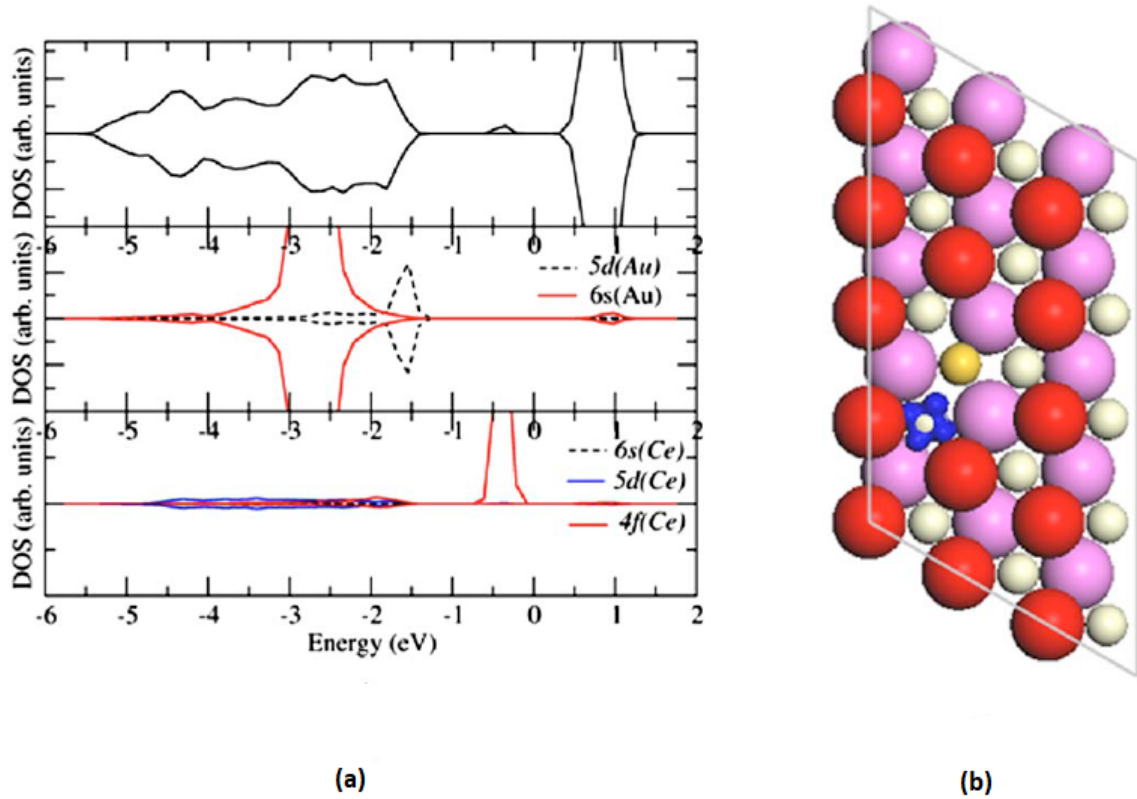 DOS (arb. units)
-6 -5 -4 -3 -2 -1 0 1 2
DOS (arb. units)
5d(Au)
6s(Au)
-6 -5 -4 -3 -2 -1 0 1 2
DOS (arb. units)
6s(Ce)
5d(Ce)
4f(Ce)
-6 -5 -4 -3 -2 -1 0 1 2
Energy (eV)
(a)
(b)